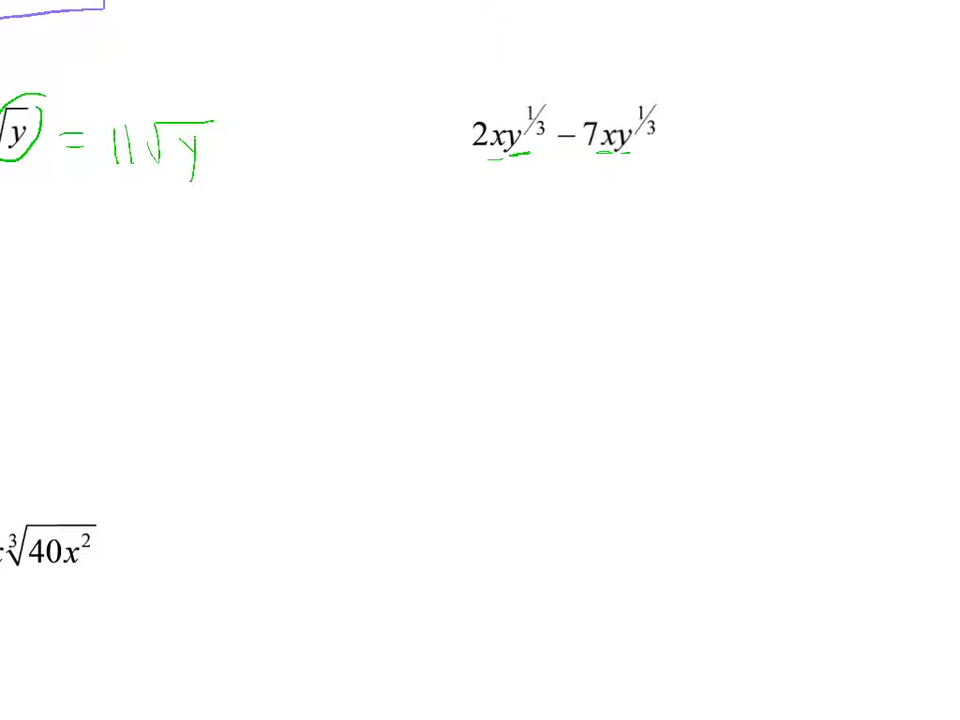 √y = 11√y
2xy^{1/3} − 7xy^{1/3}
∛40x²